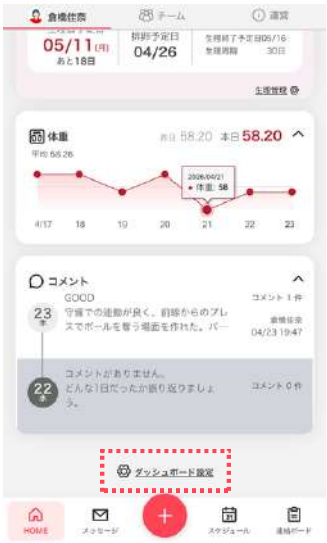 倉橋佳奈
チーム
運営
05/11(月)
あと18日
排卵予定日
04/26
生理終了予定日05/16
生理周期 30日
生理管理
体重
昨日 58.20 本日 58.20
平均 58.26
2026/04/21
体重: 58
4/17 18 19 20 21 22 23
コメント
GOOD
コメント 1 件
23
木
守備での連動が良く、前線からのプレ
スでボールを奪う場面を作れた。バ…
倉橋佳奈
04/23 19:47
22
水
コメントがありません。
どんな1日だったか振り返りましょ
う。
コメント 0 件
ダッシュボード設定
HOME
メッセージ
スケジュール
連絡ボード